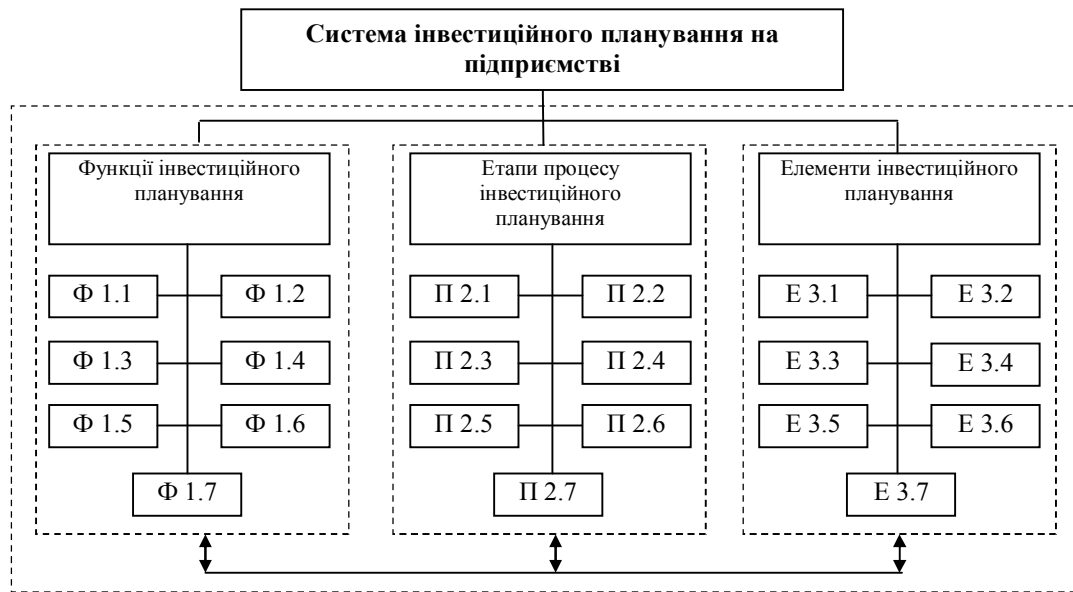 Система інвестиційного планування на
підприємстві
Функції інвестиційного
планування
Етапи процесу
інвестиційного
планування
Елементи інвестиційного
планування
Ф 1.1
Ф 1.2
Ф 1.3
Ф 1.4
Ф 1.5
Ф 1.6
Ф 1.7
П 2.1
П 2.2
П 2.3
П 2.4
П 2.5
П 2.6
П 2.7
Е 3.1
Е 3.2
Е 3.3
Е 3.4
Е 3.5
Е 3.6
Е 3.7